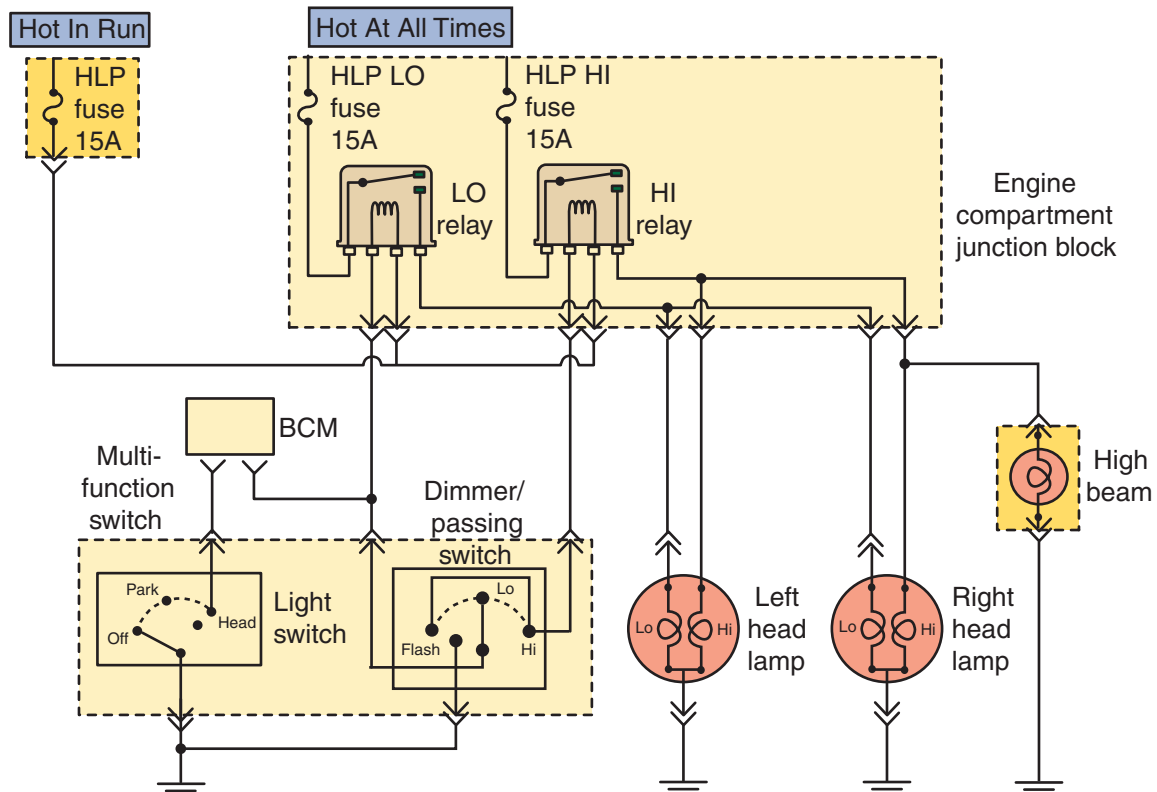 Hot In Run
Hot At All Times
HLP
fuse
15A
HLP LO
fuse
15A
HLP HI
fuse
15A
LO
relay
HI
relay
Engine
compartment
junction block
BCM
Multi-
function
switch
Dimmer/
passing
switch
Park
Off
Head
Light
switch
Lo
Flash
Hi
Lo
Hi
Left
head
lamp
Lo
Hi
Right
head
lamp
High
beam